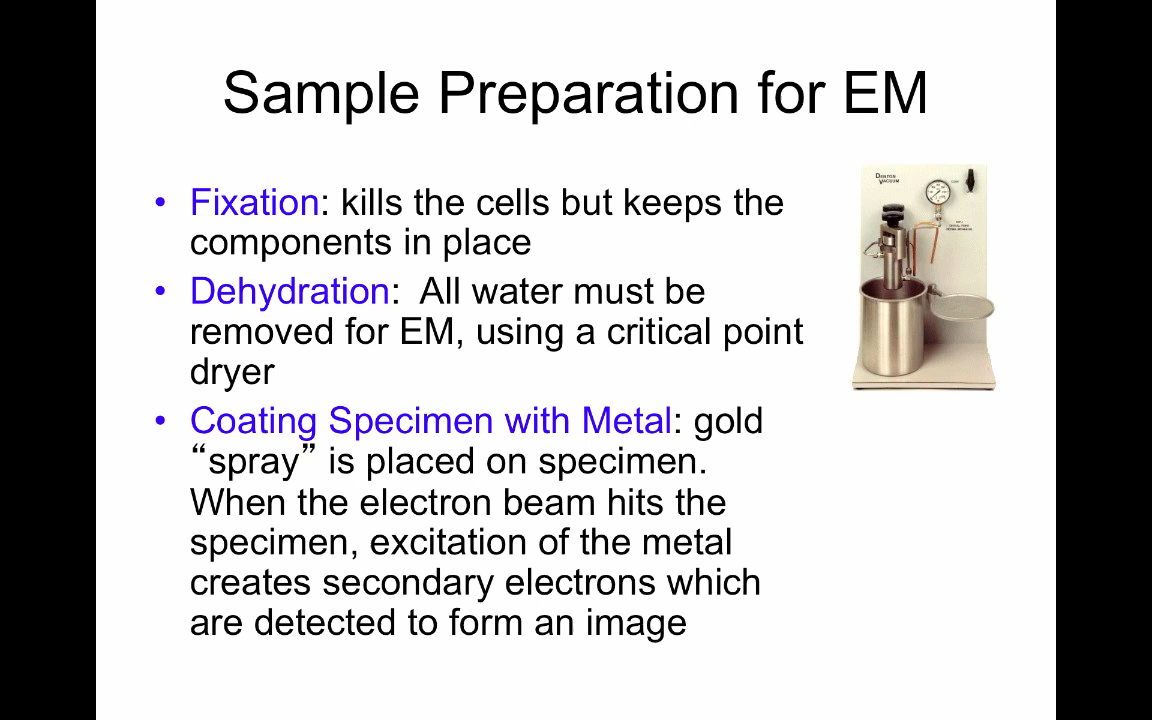 Sample Preparation for EM
• Fixation: kills the cells but keeps the
components in place
• Dehydration:  All water must be
removed for EM, using a critical point
dryer
• Coating Specimen with Metal: gold
“spray” is placed on specimen.
When the electron beam hits the
specimen, excitation of the metal
creates secondary electrons which
are detected to form an image
DENTON
VACUUM